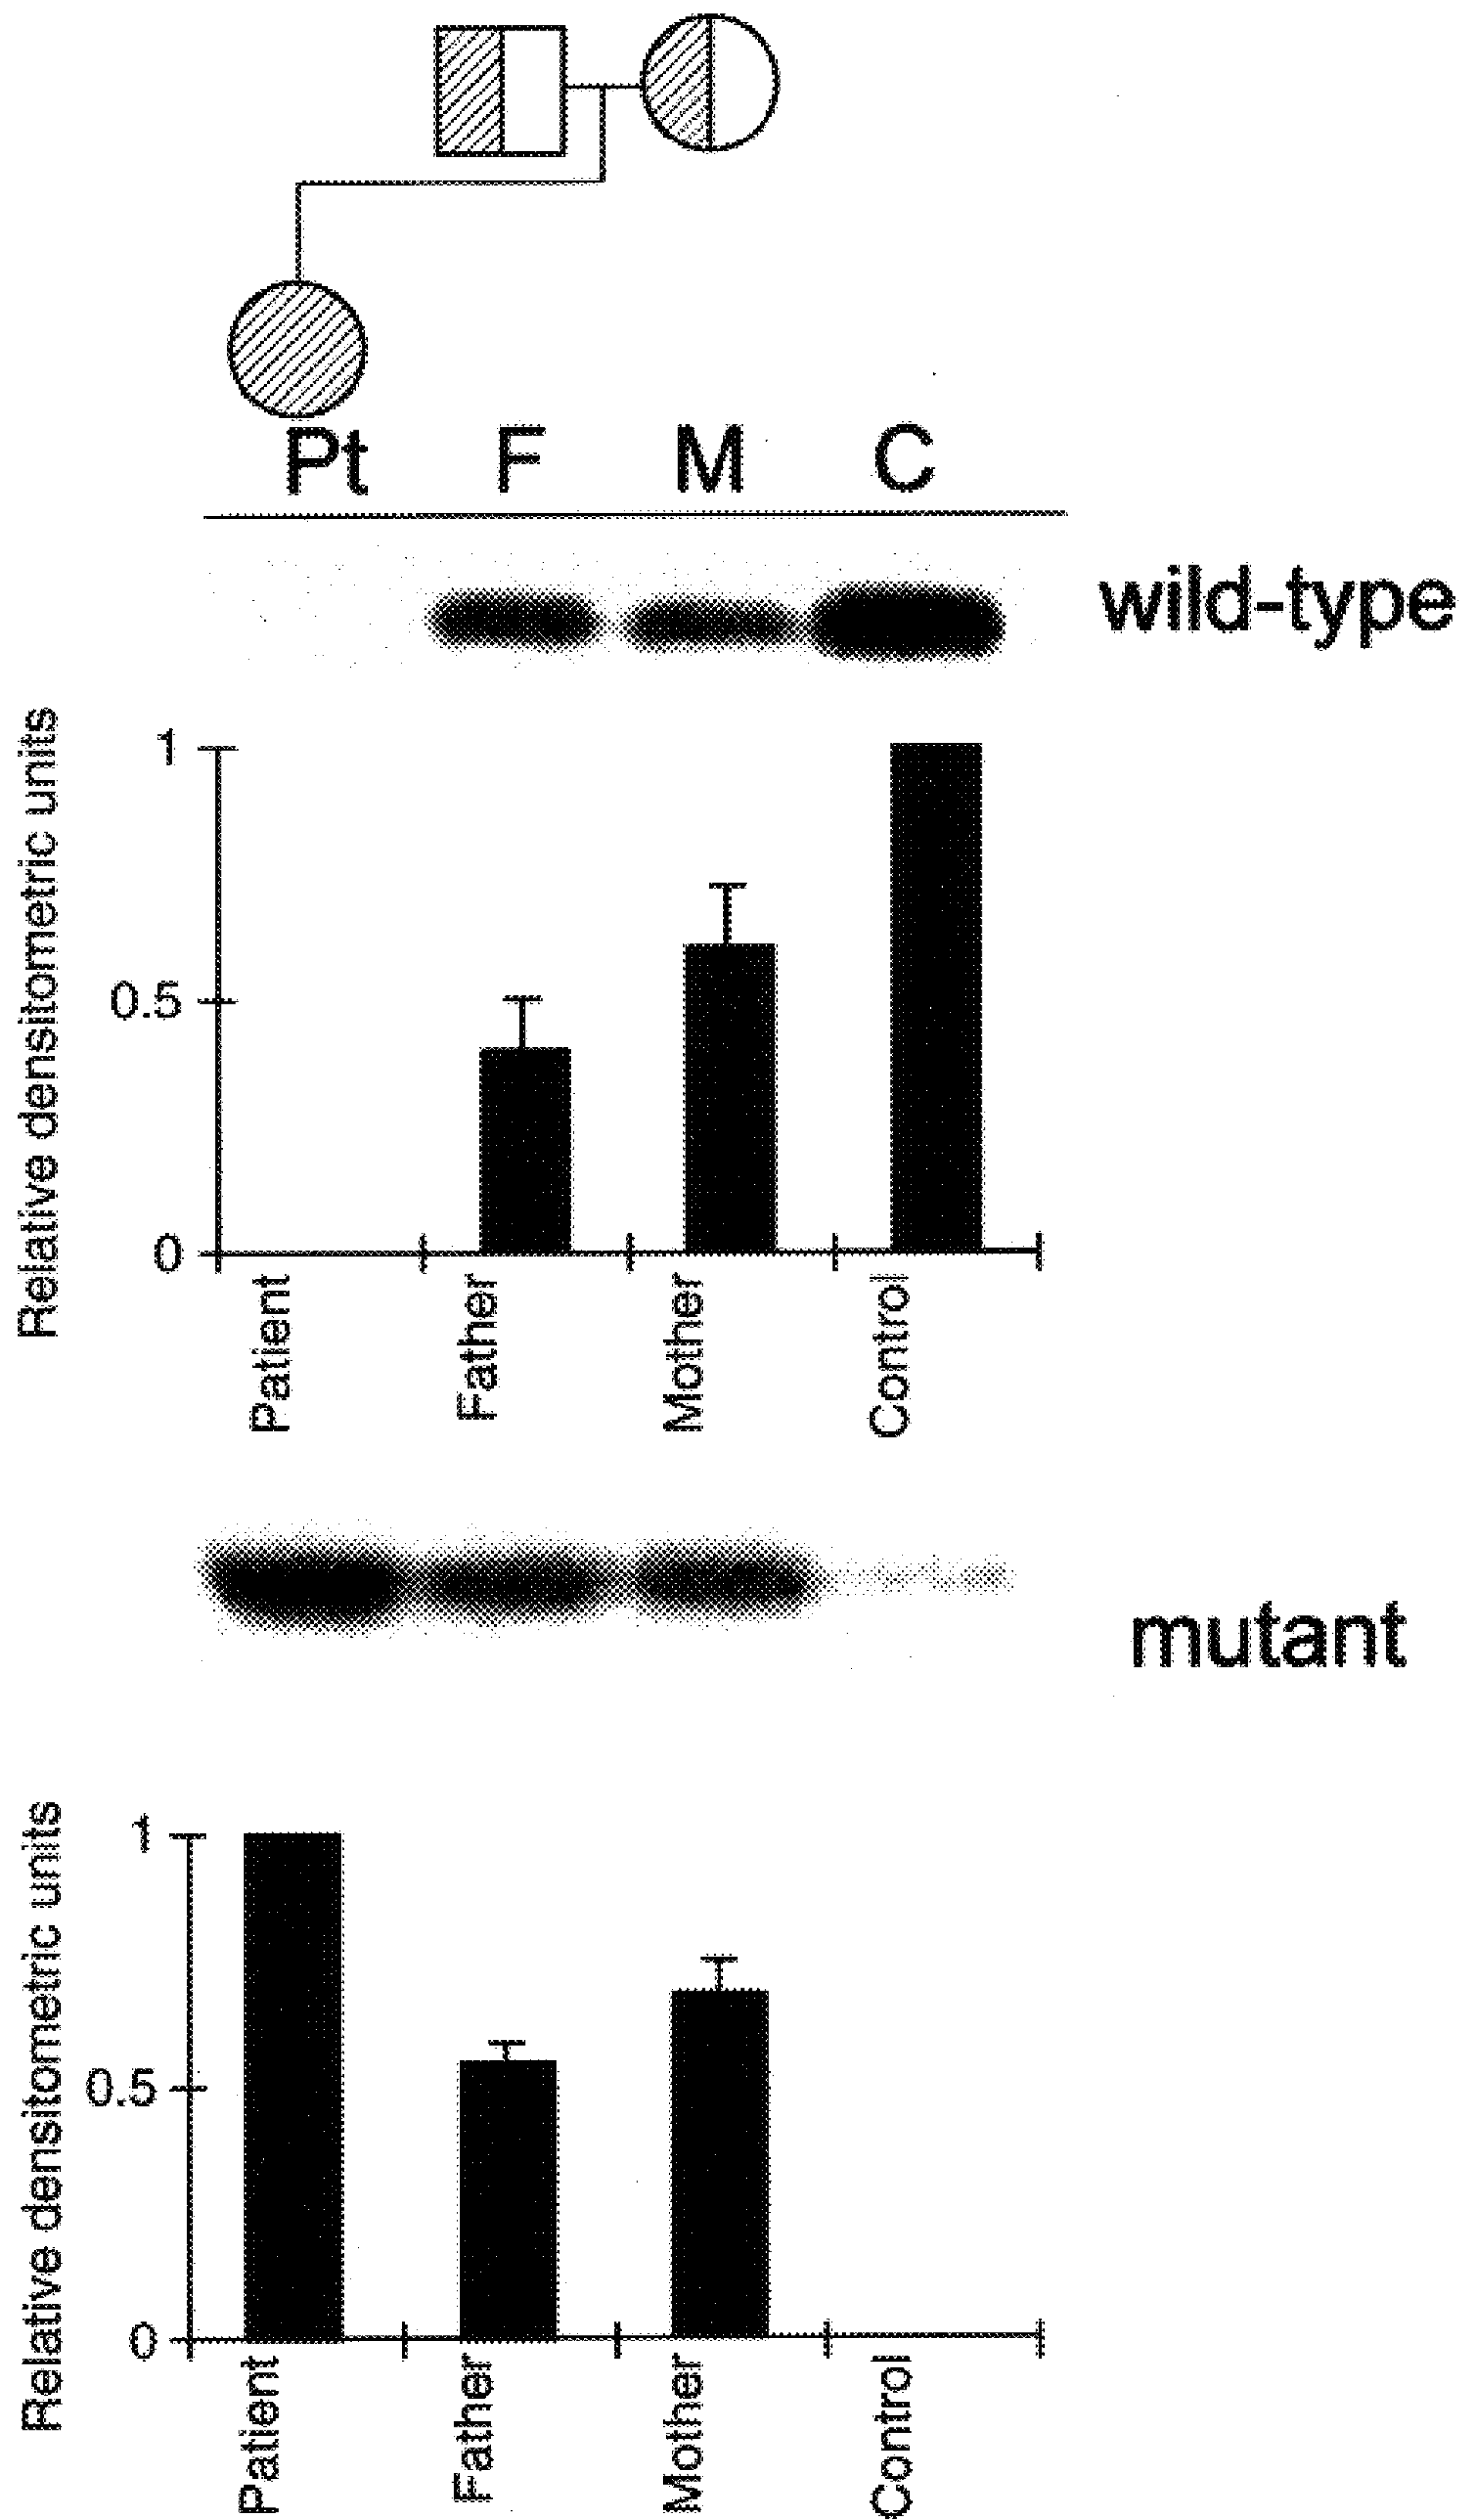 Pt F M C
wild-type
Relative densitometric units
1
0.5
0
Patient
Father
Mother
Control
mutant
Relative densitometric units
1
0.5
0
Patient
Father
Mother
Control